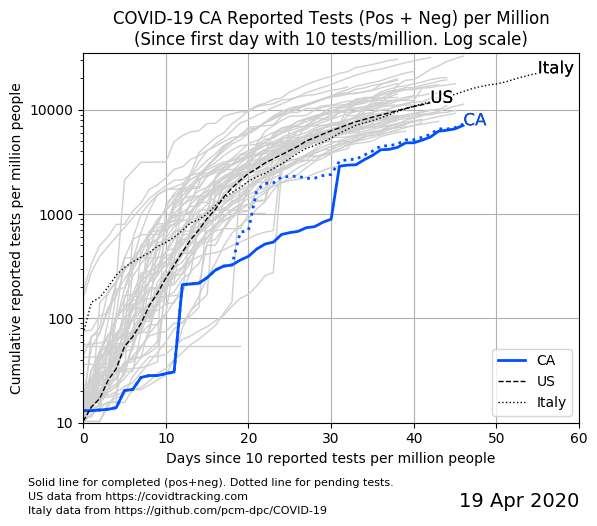 COVID-19 CA Reported Tests (Pos + Neg) per Million
(Since first day with 10 tests/million. Log scale)
Cumulative reported tests per million people
10000
1000
100
10
Italy
US
CA
CA
US
Italy
0 10 20 30 40 50 60
Days since 10 reported tests per million people
Solid line for completed (pos+neg). Dotted line for pending tests.
US data from https://covidtracking.com
Italy data from https://github.com/pcm-dpc/COVID-19
19 Apr 2020